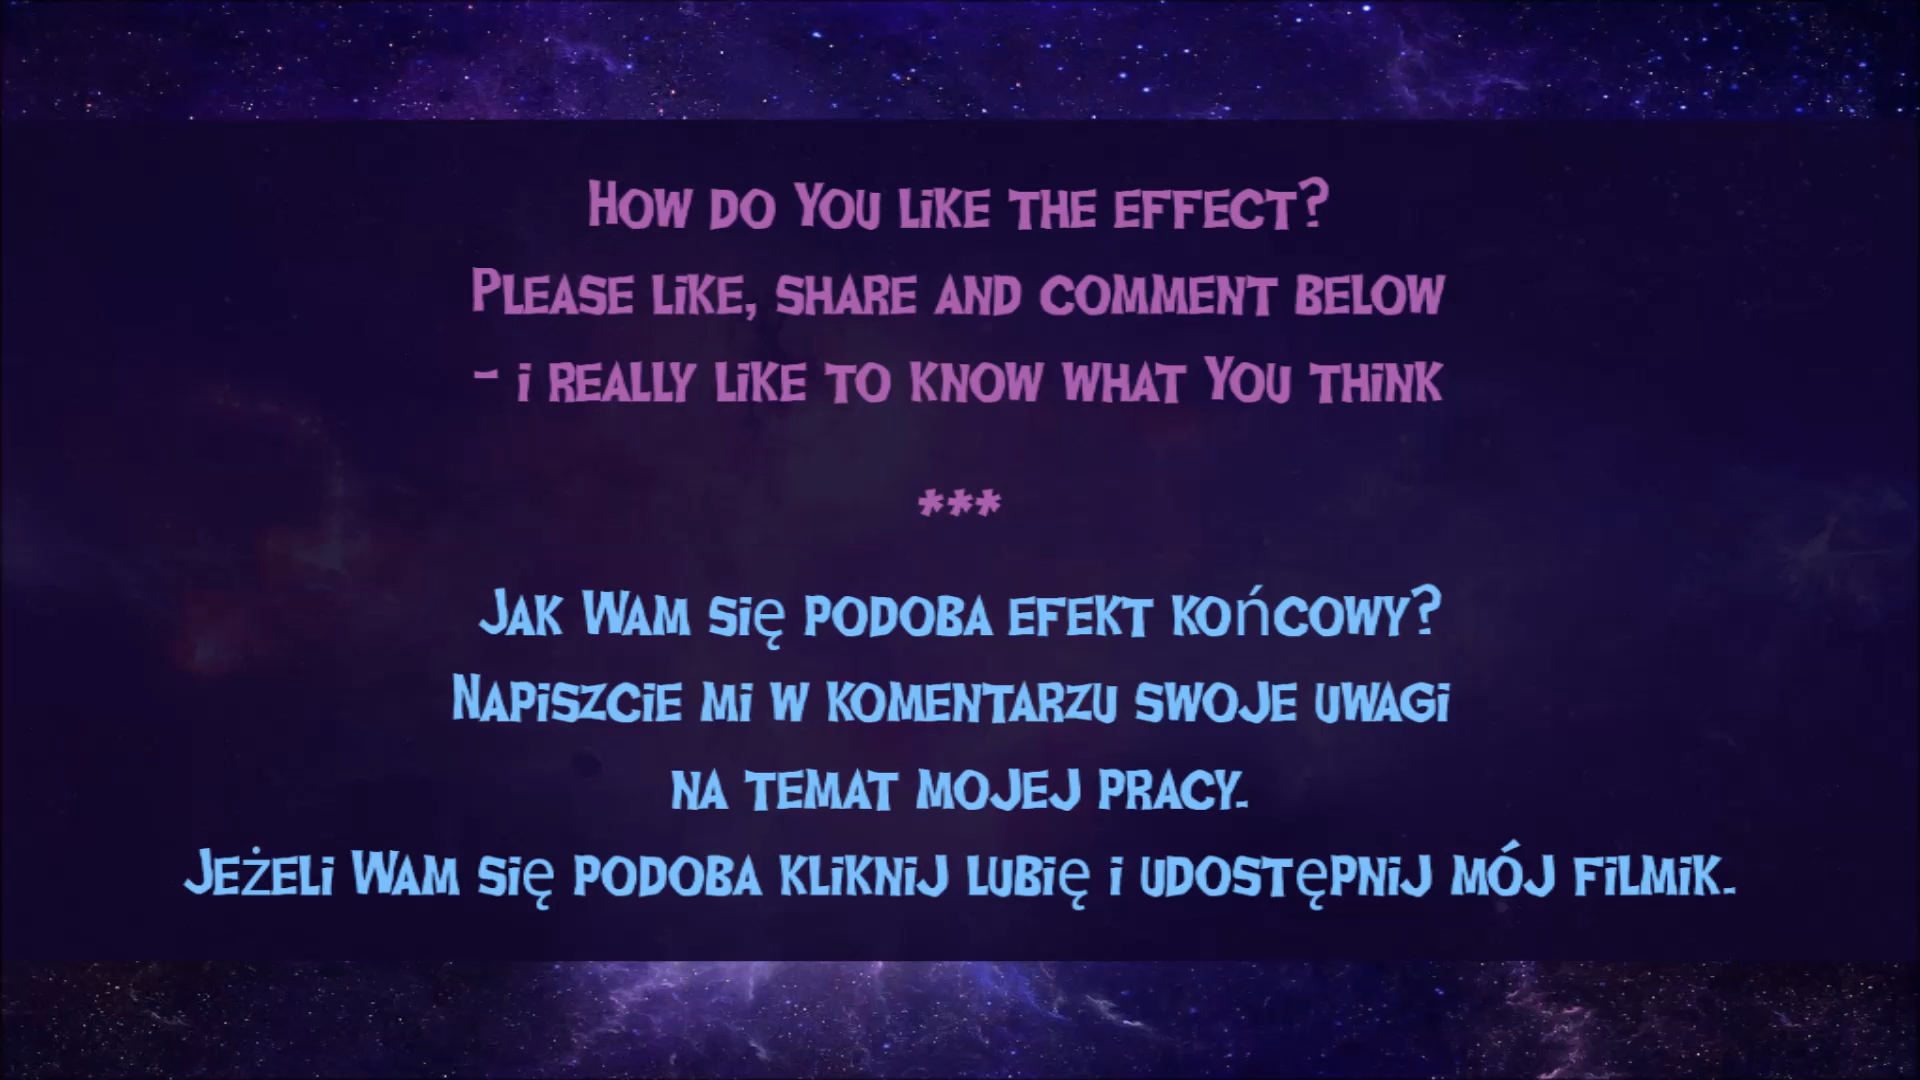 How do You like the effect?
Please like, share and comment below
- i really like to know what You think
***
Jak Wam się podoba efekt końcowy?
Napiszcie mi w komentarzu swoje uwagi
na temat mojej pracy.
Jeżeli Wam się podoba kliknij lubię i udostępnij mój filmik.